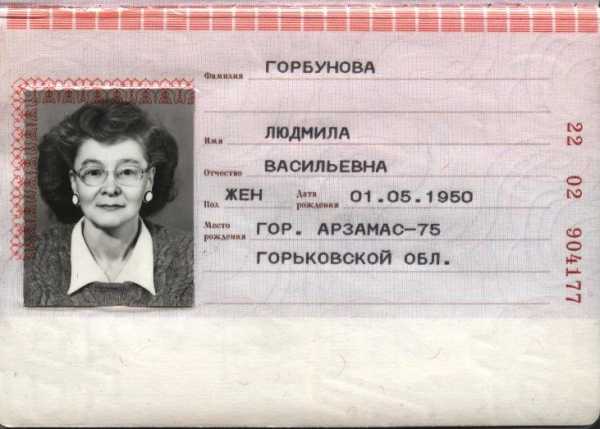 Фамилия ГОРБУНОВА
Имя ЛЮДМИЛА
Отчество ВАСИЛЬЕВНА
Пол ЖЕН Дата рождения 01.05.1950
Место рождения ГОР. АРЗАМАС-75
ГОРЬКОВСКОЙ ОБЛ.
22 02 904177